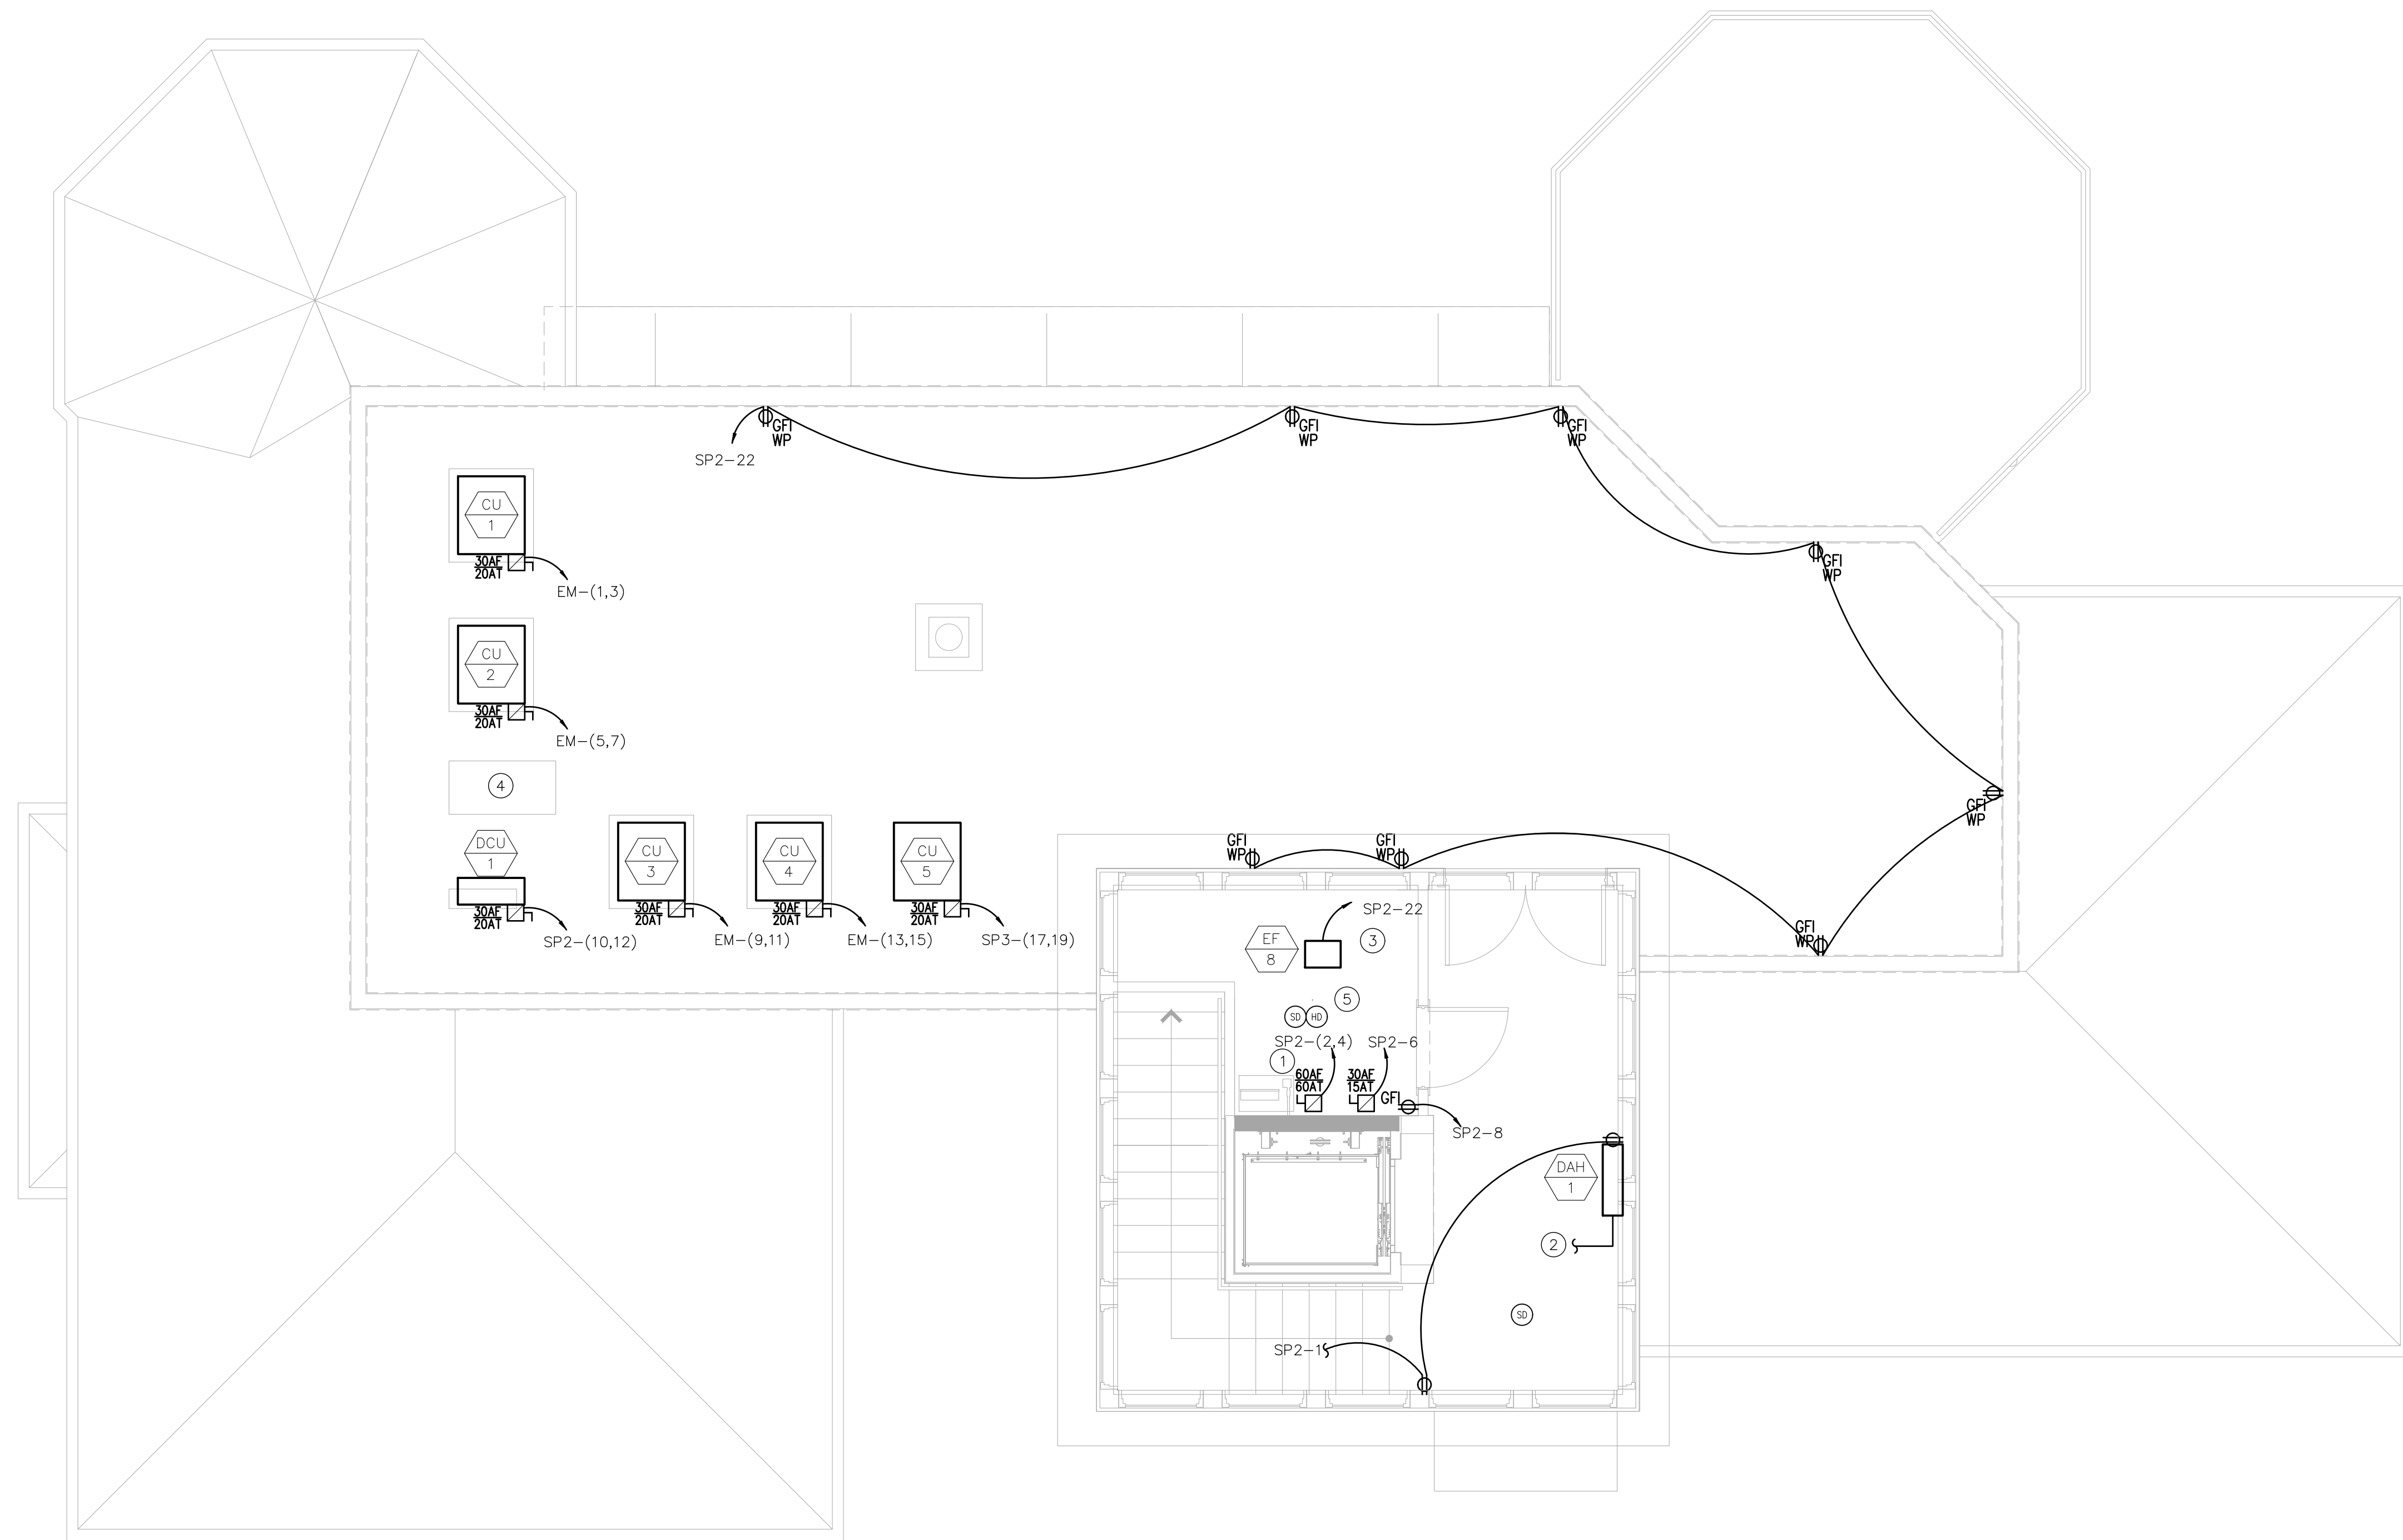 GFI
WP
GFI
WP
GFI
WP
SP2-22
CU
1
30AF
20AT
EM-(1,3)
GFI
WP
CU
2
30AF
20AT
EM-(5,7)
4
GFI
WP
DCU
1
30AF
20AT
SP2-(10,12)
CU
3
30AF
20AT
EM-(9,11)
CU
4
30AF
20AT
EM-(13,15)
CU
5
30AF
20AT
SP3-(17,19)
GFI
WP
GFI
WP
GFI
WP
SP2-22
EF
8
3
5
SD
HD
SP2-(2,4)
SP2-6
1
60AF
60AT
30AF
15AT
GFI
SP2-8
DAH
1
2
SD
SP2-1